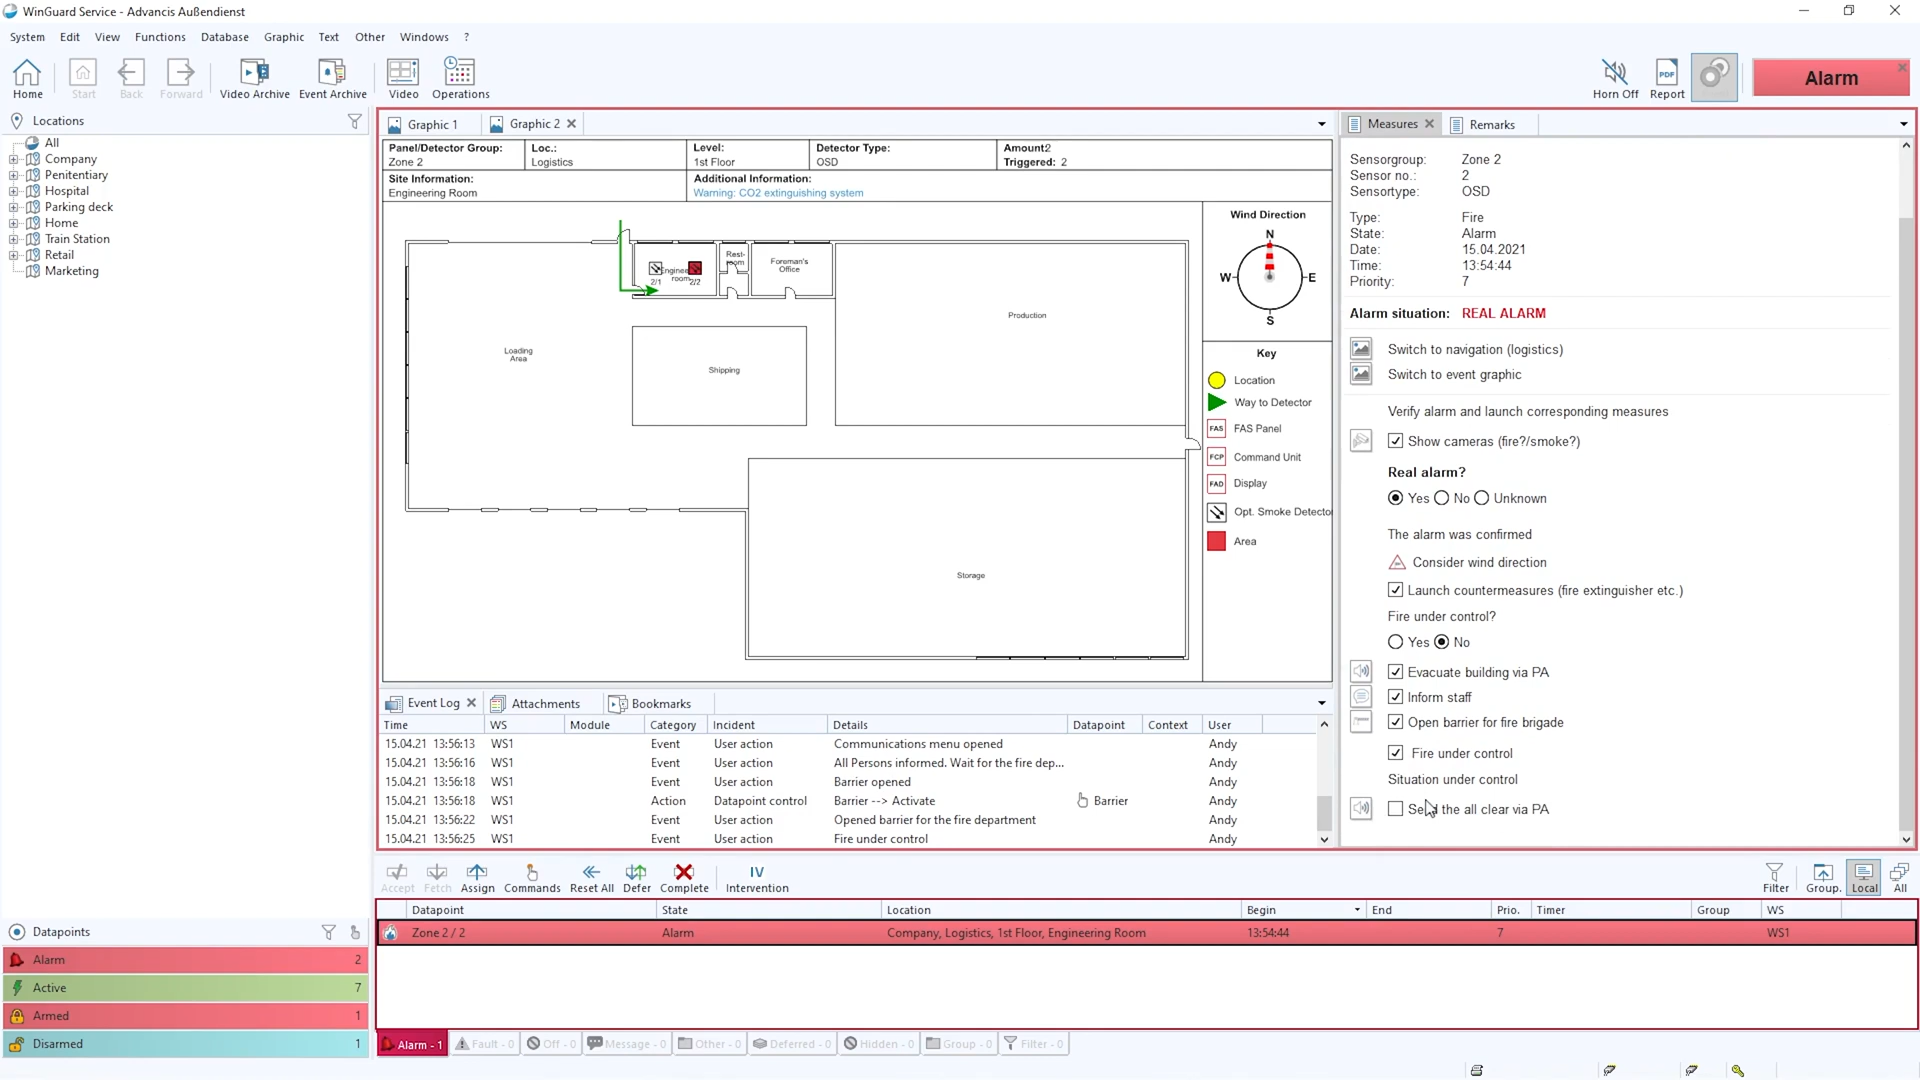 WinGuard Service - Advancis Außendienst
System Edit View Functions Database Graphic Text Other Windows ?
Home Start Back Forward Video Archive Event Archive Video Operations Horn Off PDF Report Alarm
Locations
All
Company
Penitentiary
Hospital
Parking deck
Home
Train Station
Retail
Marketing
Graphic 1 Graphic 2
Panel/Detector Group: Loc.: Level: Detector Type: Amount2
Zone 2 Logistics 1st Floor OSD Triggered: 2
Site Information: Additional Information:
Engineering Room Warning: CO2 extinguishing system
Wind Direction
N
W E
S
Rest-
room
Foreman's
Office
Enginee
room
2/1 2/2
Production
Loading
Area
Shipping
Storage
Key
Location
Way to Detector
FAS FAS Panel
FCP Command Unit
FAD Display
Opt. Smoke Detecto
Area
Measures Remarks
Sensorgroup: Zone 2
Sensor no.: 2
Sensortype: OSD
Type: Fire
State: Alarm
Date: 15.04.2021
Time: 13:54:44
Priority: 7
Alarm situation: REAL ALARM
Switch to navigation (logistics)
Switch to event graphic
Verify alarm and launch corresponding measures
Show cameras (fire?/smoke?)
Real alarm?
Yes No Unknown
The alarm was confirmed
Consider wind direction
Launch countermeasures (fire extinguisher etc.)
Fire under control?
Yes No
Evacuate building via PA
Inform staff
Open barrier for fire brigade
Fire under control
Situation under control
Send the all clear via PA
Event Log Attachments Bookmarks
Time WS Module Category Incident Details Datapoint Context User
15.04.21 13:56:13 WS1 Event User action Communications menu opened Andy
15.04.21 13:56:16 WS1 Event User action All Persons informed. Wait for the fire dep... Andy
15.04.21 13:56:18 WS1 Event User action Barrier opened Andy
15.04.21 13:56:18 WS1 Action Datapoint control Barrier --> Activate Barrier Andy
15.04.21 13:56:22 WS1 Event User action Opened barrier for the fire department Andy
15.04.21 13:56:25 WS1 Event User action Fire under control Andy
Accept Fetch Assign Commands Reset All Defer Complete IV Intervention Filter Group. Local All
Datapoint State Location Begin End Prio. Timer Group WS
Zone 2 / 2 Alarm Company, Logistics, 1st Floor, Engineering Room 13:54:44 7 WS1
Datapoints
Alarm 2
Active 7
Armed 1
Disarmed 1
Alarm - 1 Fault - 0 Off - 0 Message - 0 Other - 0 Deferred - 0 Hidden - 0 Group - 0 Filter - 0